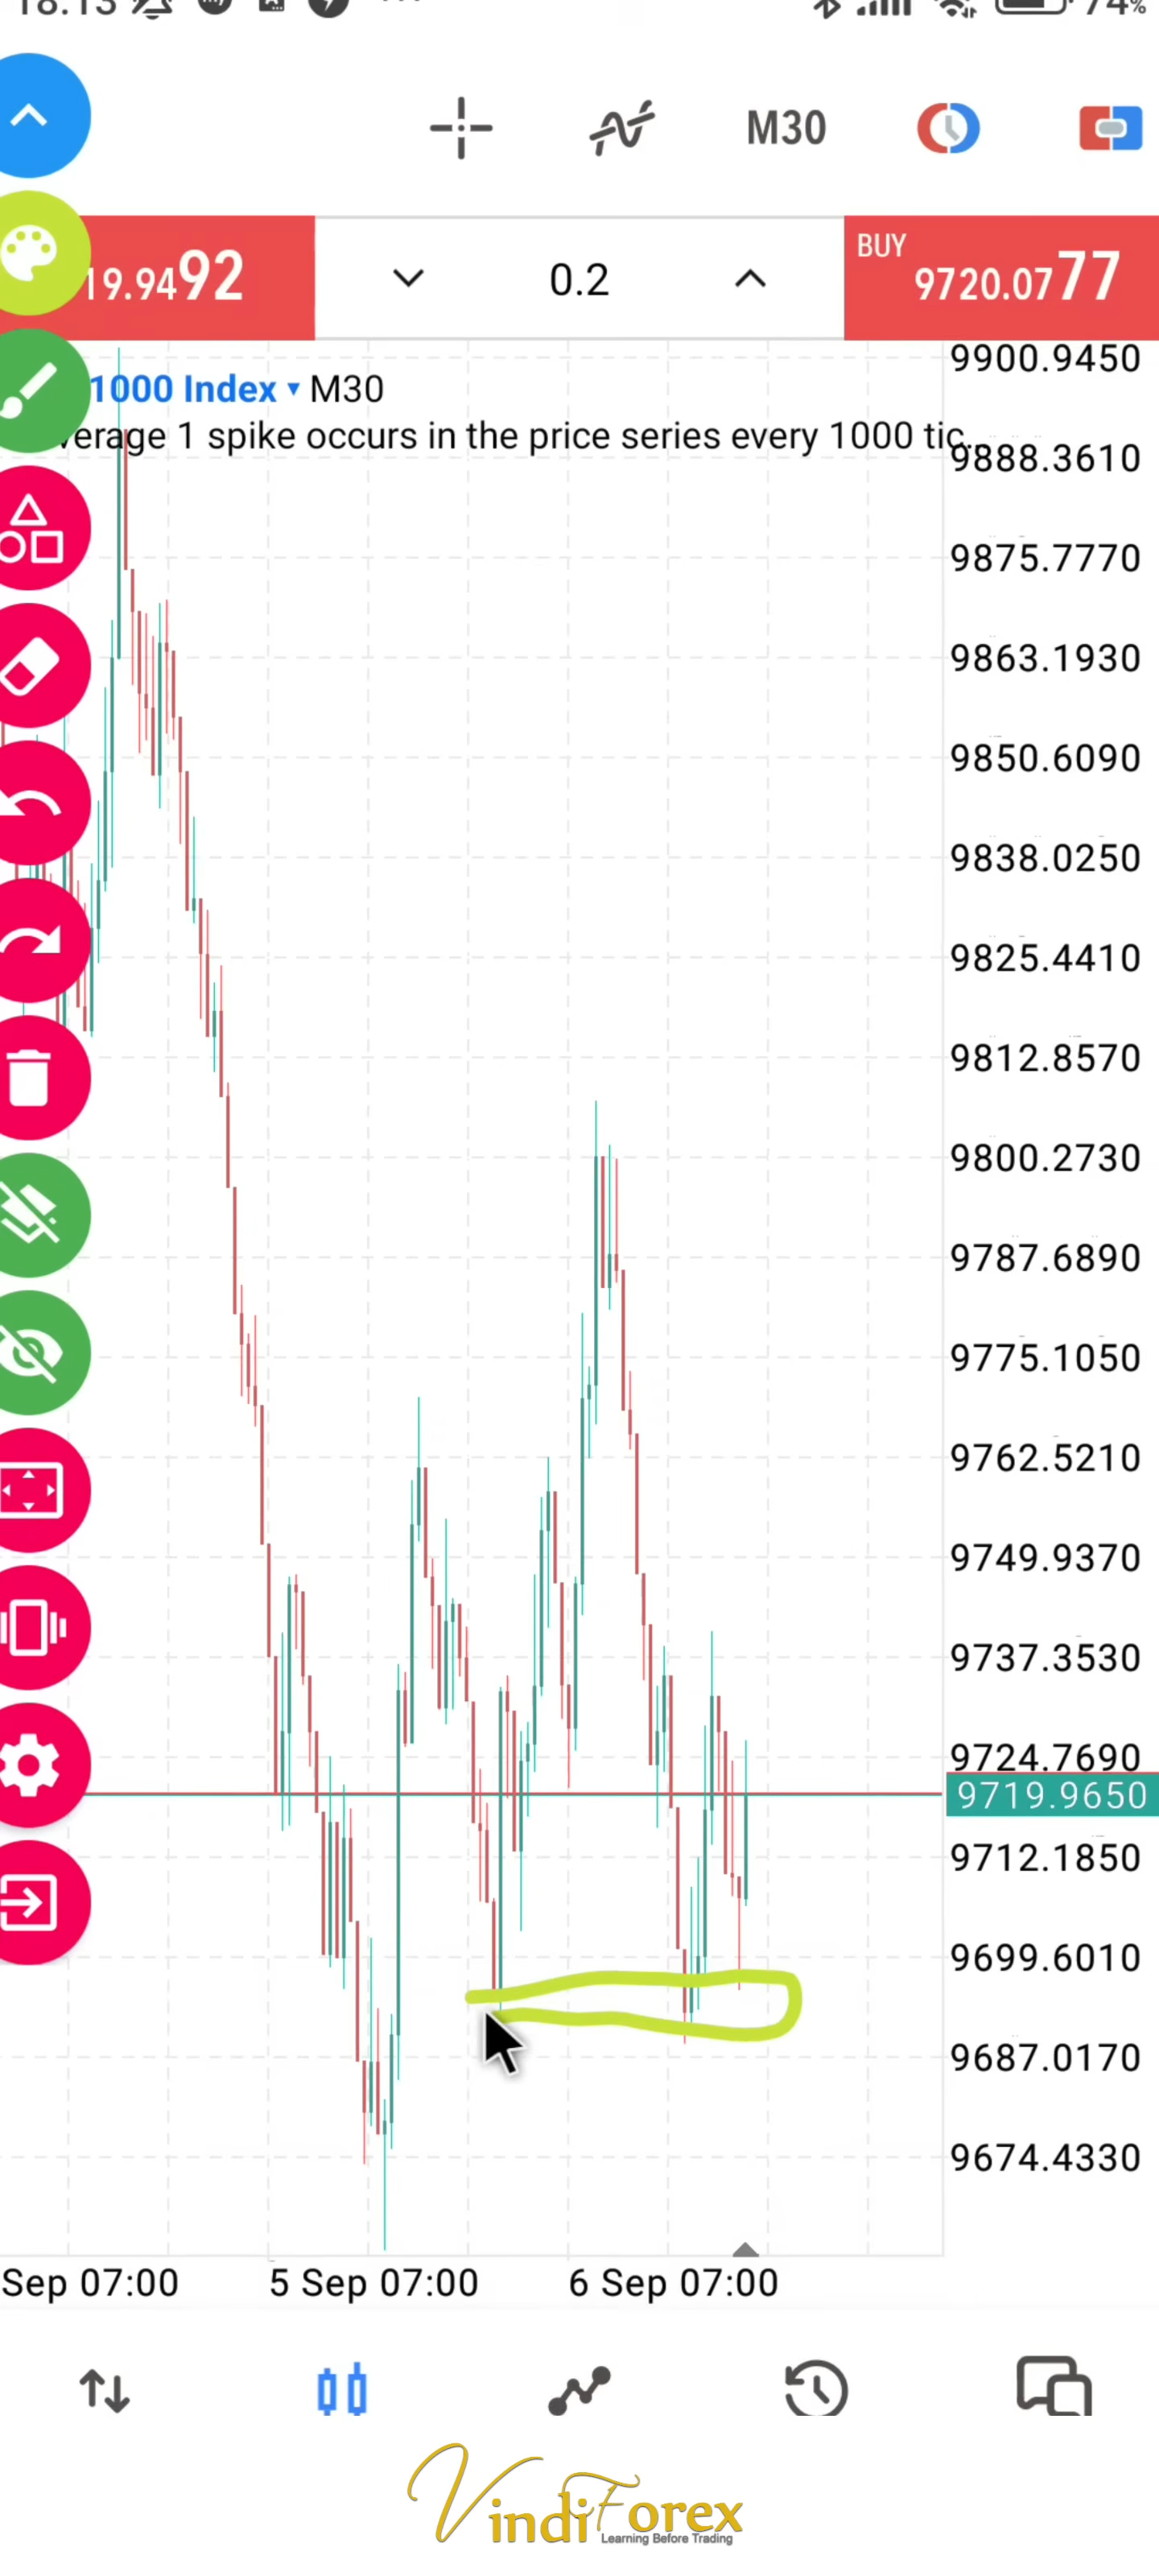 18:13
74%
M30
19.9492
0.2
BUY
9720.0777
1000 Index ▾ M30
verage 1 spike occurs in the price series every 1000 tic...
9900.9450
9888.3610
9875.7770
9863.1930
9850.6090
9838.0250
9825.4410
9812.8570
9800.2730
9787.6890
9775.1050
9762.5210
9749.9370
9737.3530
9724.7690
9719.9650
9712.1850
9699.6010
9687.0170
9674.4330
Sep 07:00
5 Sep 07:00
6 Sep 07:00
VindiForex
Learning Before Trading